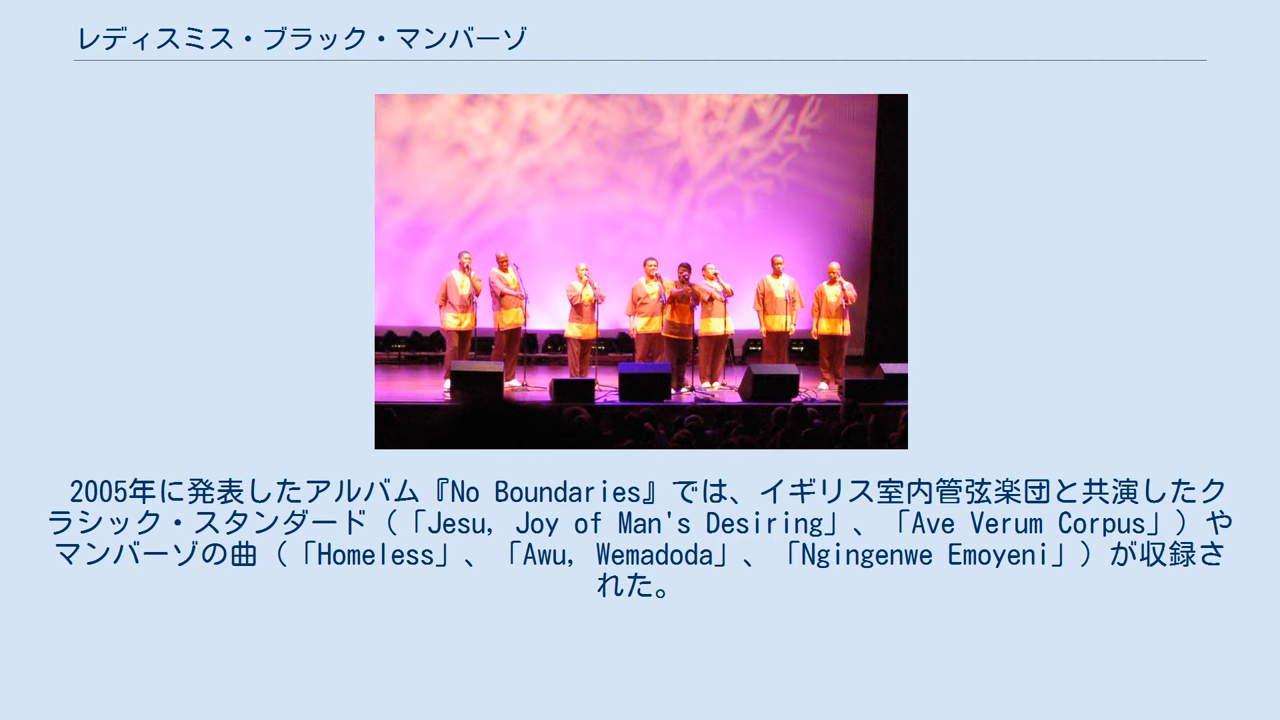 レディスミス・ブラック・マンバーゾ
2005年に発表したアルバム『No Boundaries』では、イギリス室内管弦楽団と共演したク
ラシック・スタンダード（「Jesu, Joy of Man's Desiring」、「Ave Verum Corpus」）や
マンバーゾの曲（「Homeless」、「Awu, Wemadoda」、「Ngingenwe Emoyeni」）が収録さ
れた。